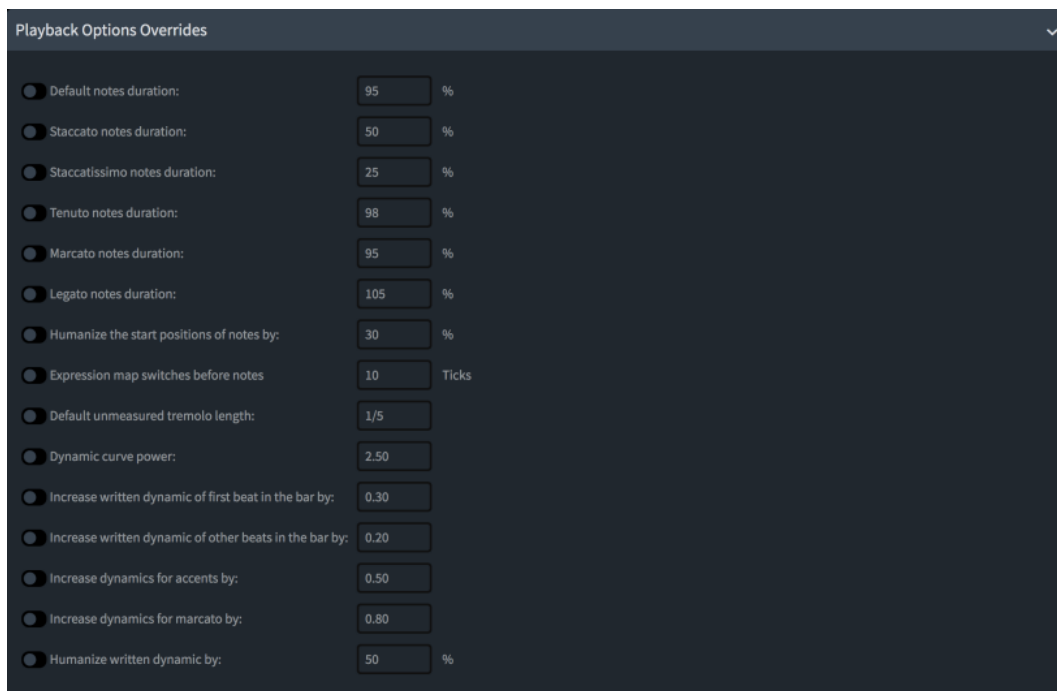 Playback Options Overrides
Default notes duration: 95 %
Staccato notes duration: 50 %
Staccatissimo notes duration: 25 %
Tenuto notes duration: 98 %
Marcato notes duration: 95 %
Legato notes duration: 105 %
Humanize the start positions of notes by: 30 %
Expression map switches before notes 10 Ticks
Default unmeasured tremolo length: 1/5
Dynamic curve power: 2.50
Increase written dynamic of first beat in the bar by: 0.30
Increase written dynamic of other beats in the bar by: 0.20
Increase dynamics for accents by: 0.50
Increase dynamics for marcato by: 0.80
Humanize written dynamic by: 50 %